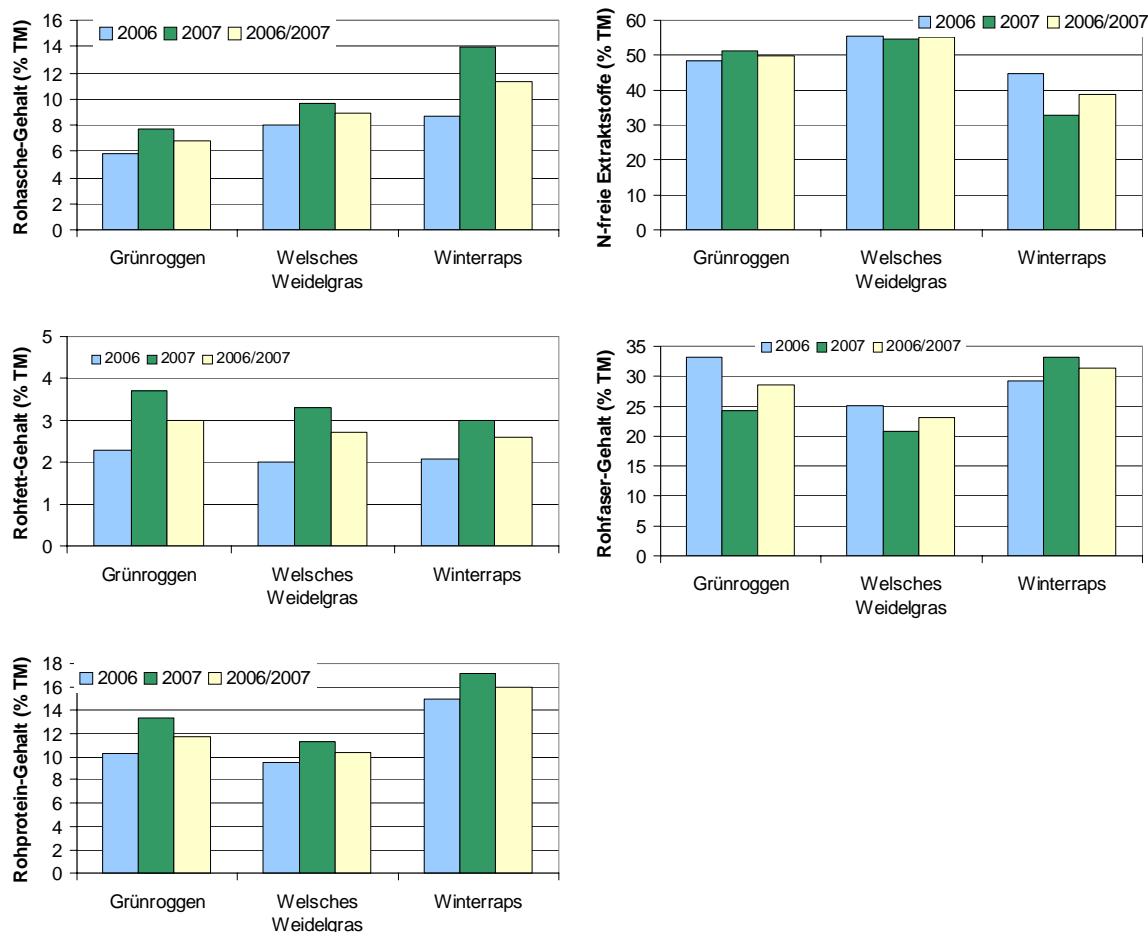 Rohasche-Gehalt (% TM)
16
14
12
10
8
6
4
2
0
2006 2007 2006/2007
Grünroggen Welsches Weidelgras Winterraps
N-freie Extraktstoffe (% TM)
60
50
40
30
20
10
0
2006 2007 2006/2007
Grünroggen Welsches Weidelgras Winterraps
Rohfett-Gehalt (% TM)
5
4
3
2
1
0
2006 2007 2006/2007
Grünroggen Welsches Weidelgras Winterraps
Rohfaser-Gehalt (% TM)
35
30
25
20
15
10
5
0
2006 2007 2006/2007
Grünroggen Welsches Weidelgras Winterraps
Rohprotein-Gehalt (% TM)
18
16
14
12
10
8
6
4
2
0
2006 2007 2006/2007
Grünroggen Welsches Weidelgras Winterraps